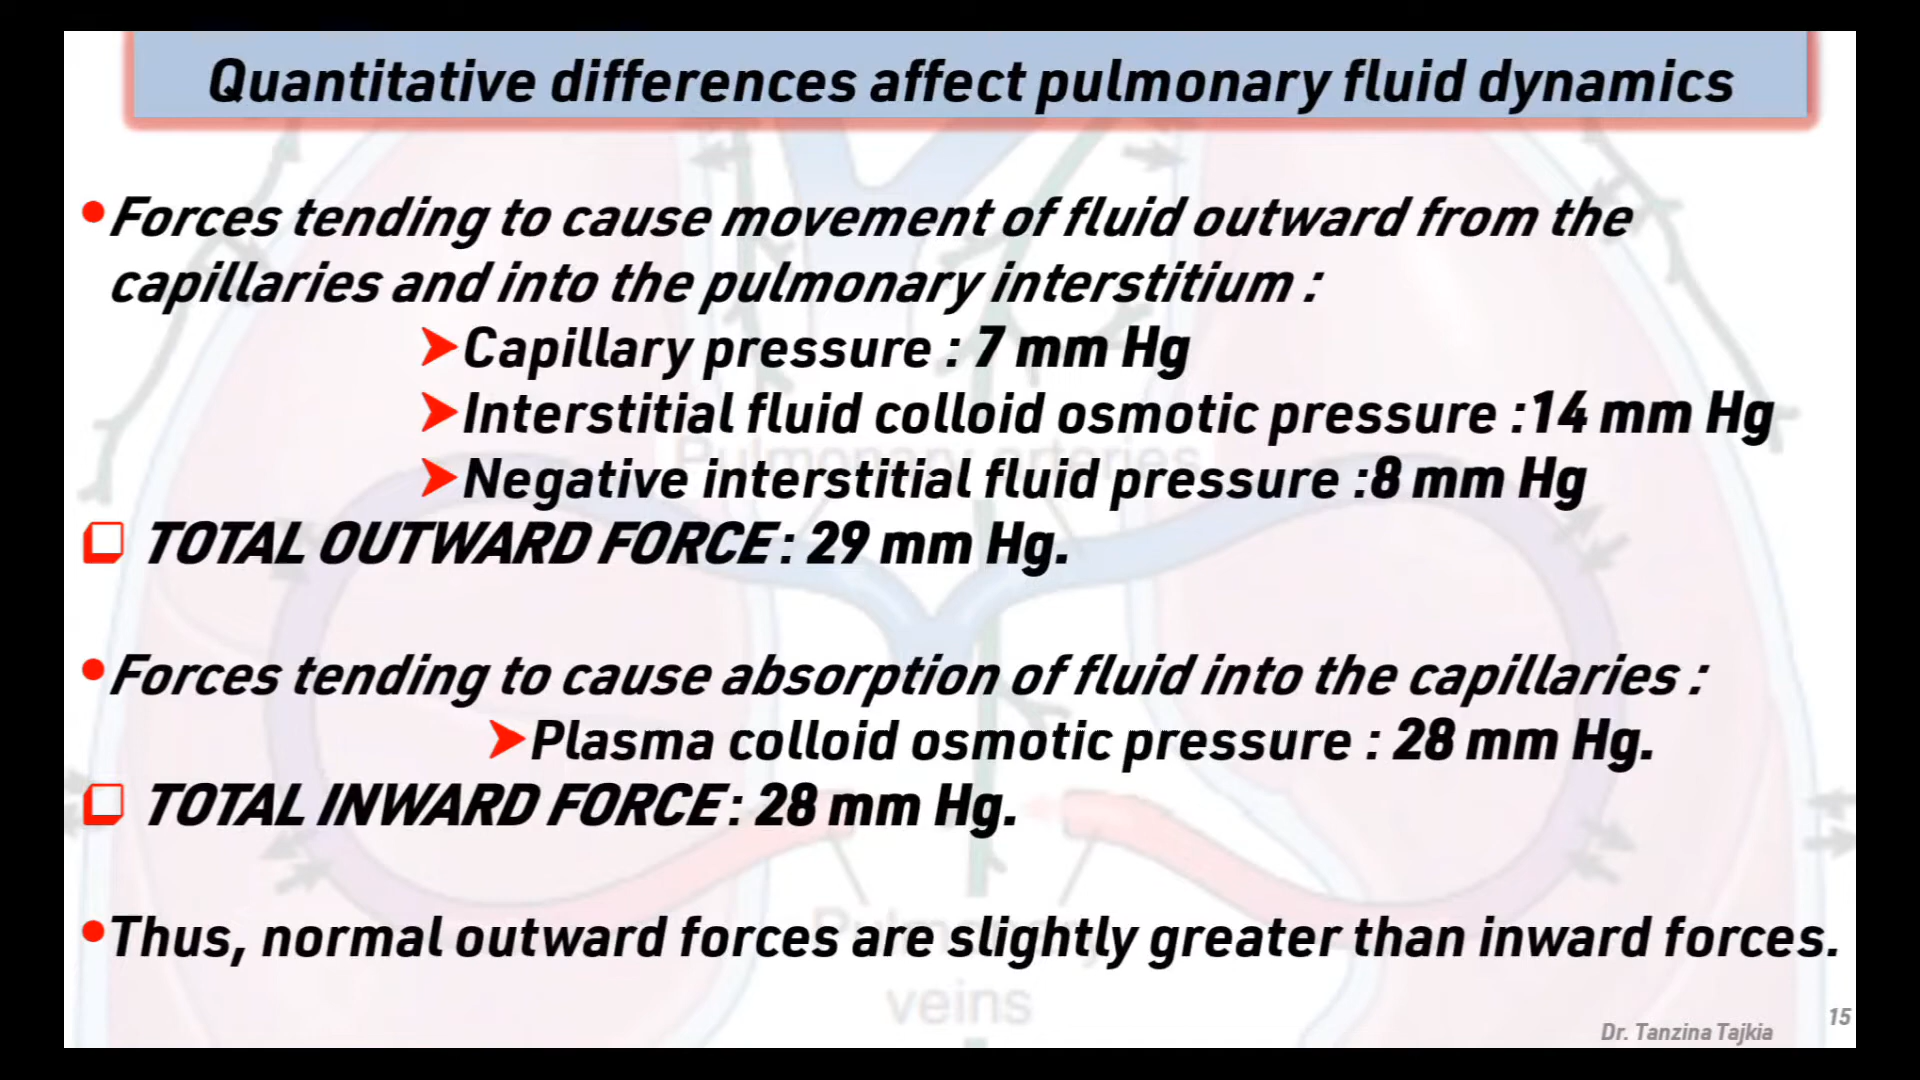 Quantitative differences affect pulmonary fluid dynamics
•Forces tending to cause movement of fluid outward from the
capillaries and into the pulmonary interstitium :
➤Capillary pressure : 7 mm Hg
➤Interstitial fluid colloid osmotic pressure :14 mm Hg
Pulmonary arteries
➤Negative interstitial fluid pressure :8 mm Hg
❑ TOTAL OUTWARD FORCE: 29 mm Hg.
•Forces tending to cause absorption of fluid into the capillaries :
➤Plasma colloid osmotic pressure : 28 mm Hg.
❑ TOTAL INWARD FORCE: 28 mm Hg.
•Thus, normal outward forces are slightly greater than inward forces.
Pulmonary
veins
15
Dr. Tanzina Tajkia